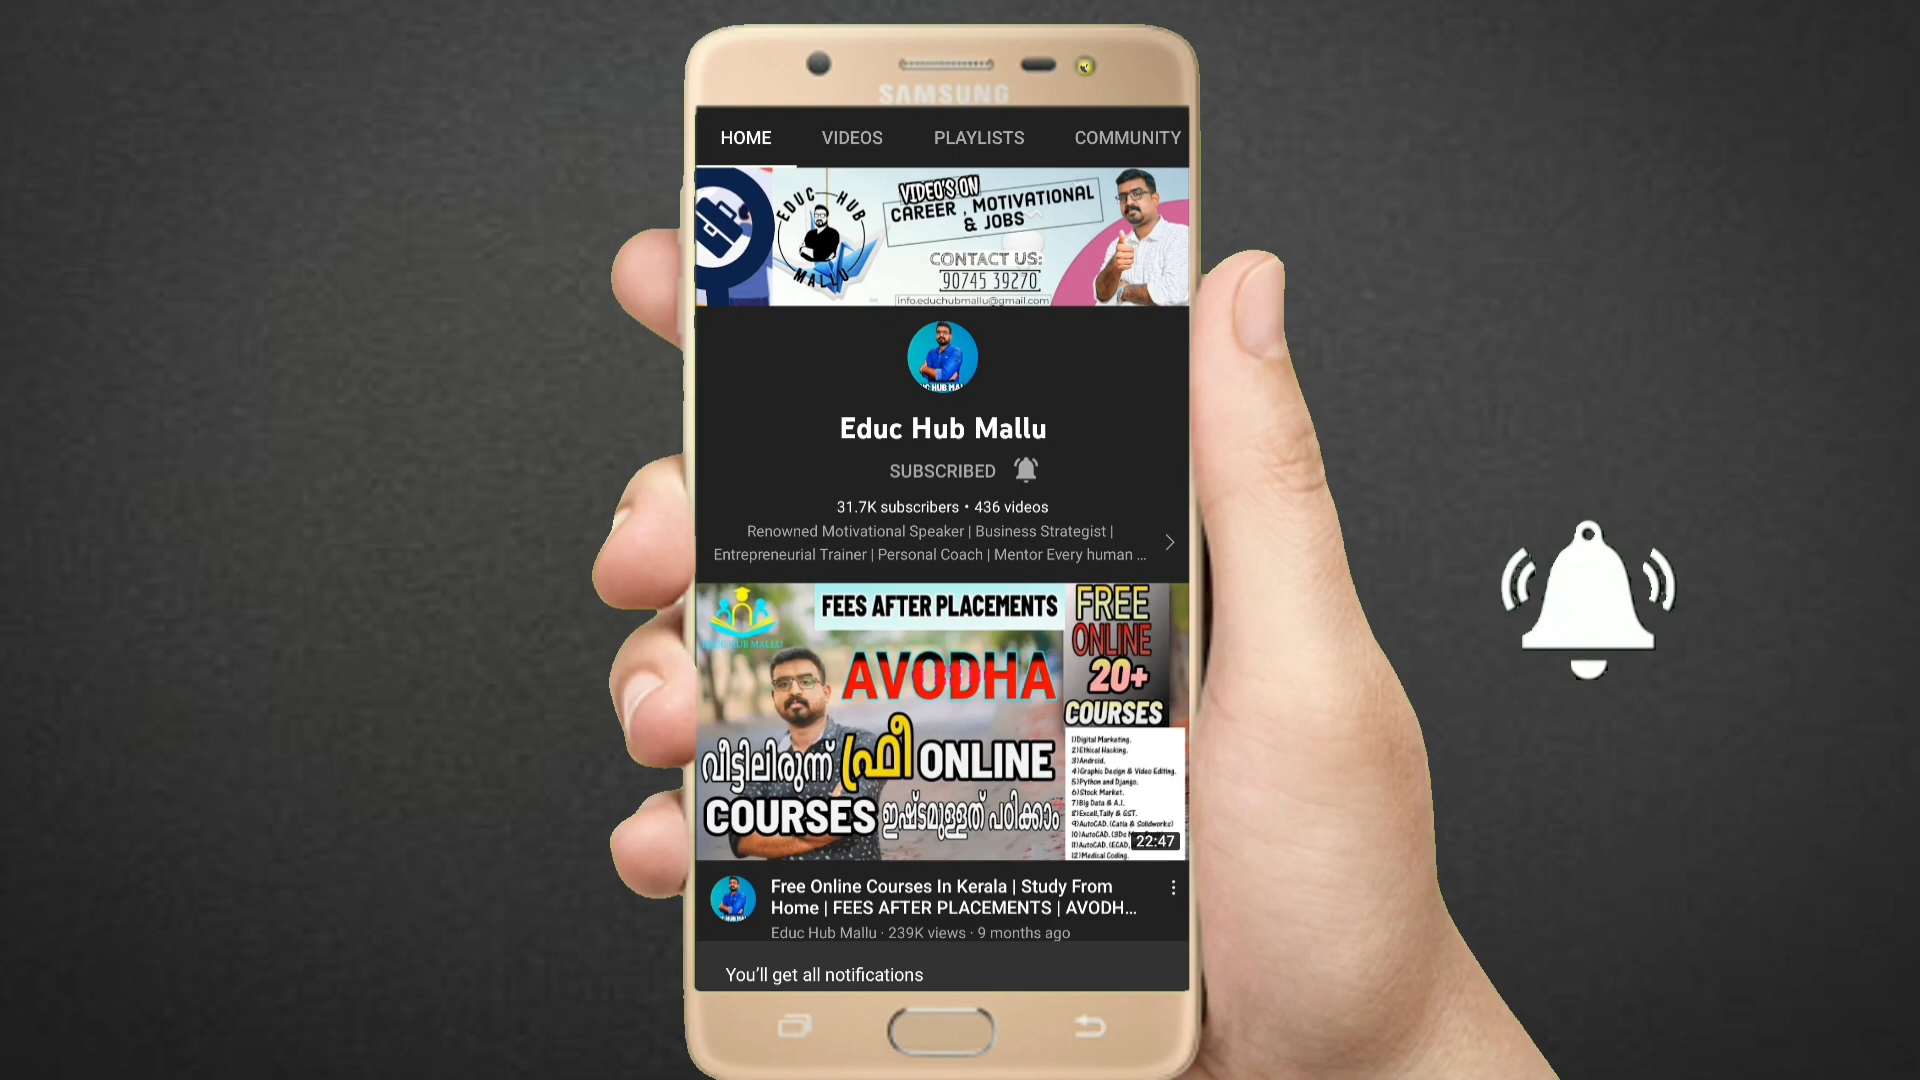 SAMSUNG
HOME VIDEOS PLAYLISTS COMMUNITY
EDUC HUB
MALLU
VIDEO'S ON
CAREER , MOTIVATIONAL
& JOBS
CONTACT US:
90745 39270
info.educhubmallu@gmail.com
Educ Hub Mallu
SUBSCRIBED
31.7K subscribers • 436 videos
Renowned Motivational Speaker | Business Strategist |
Entrepreneurial Trainer | Personal Coach | Mentor Every human ...
FEES AFTER PLACEMENTS
AVODHA
വീട്ടിലിരുന്ന് ഫ്രീ ONLINE
COURSES ഇഷ്ടമുള്ളത് പഠിക്കാം
FREE
ONLINE
20+
COURSES
1)Digital Marketing.
2)Ethical Hacking.
3)Android.
4)Graphic Design & Video Editing.
5)Python and Django.
6)Stock Market.
7)Big Data & A.I.
8)Excell,Tally & GST.
9)AutoCAD. (Catia & Solidworks)
10)AutoCAD. (3Ds
11)AutoCAD. (ECAD,
12)Medical Coding.
22:47
Free Online Courses In Kerala | Study From
Home | FEES AFTER PLACEMENTS | AVODH...
Educ Hub Mallu · 239K views · 9 months ago
You'll get all notifications